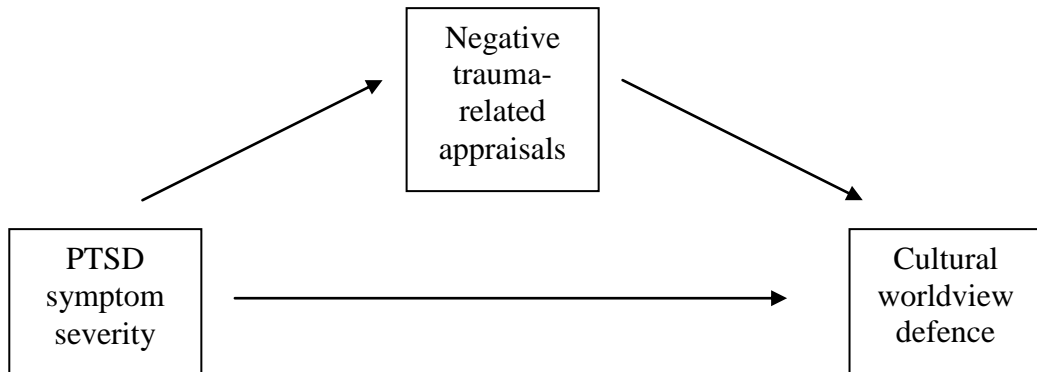 Negative
trauma-
related
appraisals
PTSD
symptom
severity
Cultural
worldview
defence